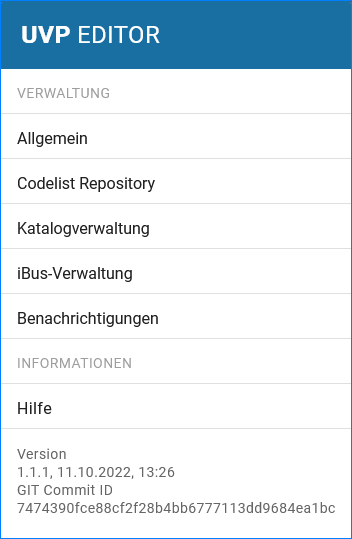 UVP EDITOR
VERWALTUNG
Allgemein
Codelist Repository
Katalogverwaltung
iBus-Verwaltung
Benachrichtigungen
INFORMATIONEN
Hilfe
Version
1.1.1, 11.10.2022, 13:26
GIT Commit ID
7474390fce88cf2f28b4bb6777113dd9684ea1bc